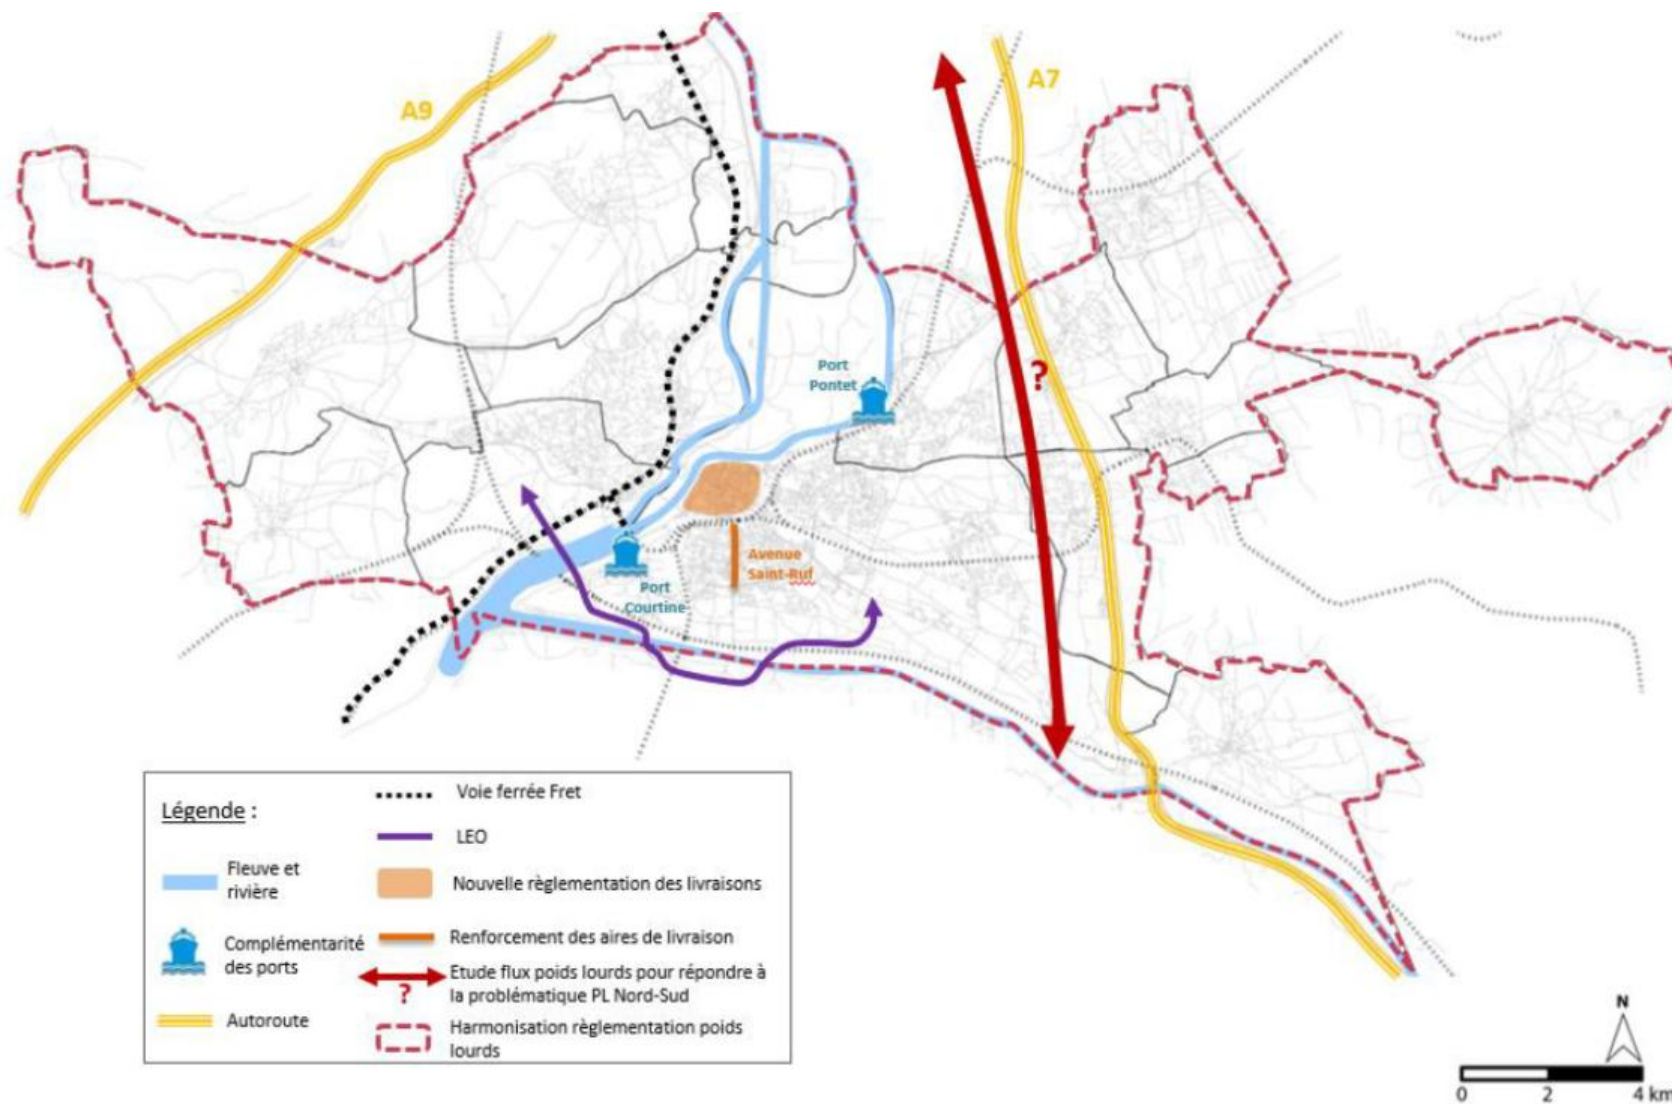 A9
A7
?
Port
Pontet
Avenue
Saint-Ruf
Port
Courtine
Légende :
Fleuve et
rivière
Complémentarité
des ports
Autoroute
Voie ferrée Fret
LEO
Nouvelle règlementation des livraisons
Renforcement des aires de livraison
?
Etude flux poids lourds pour répondre à
la problématique PL Nord-Sud
Harmonisation règlementation poids
lourds
N
0 2 4 km